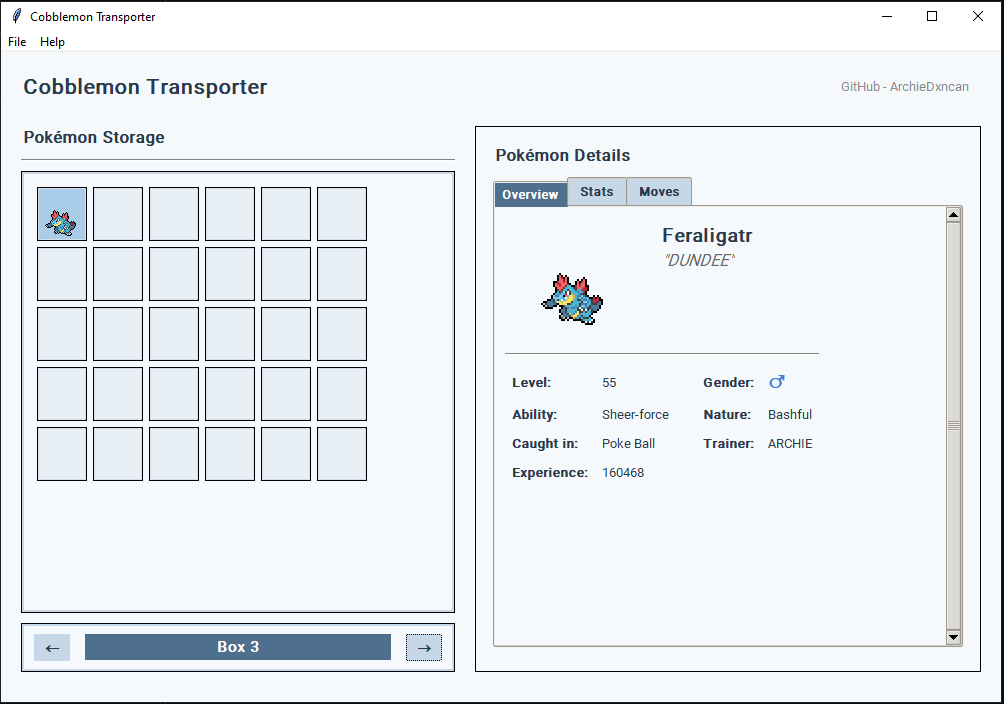 Cobblemon Transporter
File Help
Cobblemon Transporter
GitHub - ArchieDxncan
Pokémon Storage
Pokémon Details
Overview Stats Moves
Feraligatr
"DUNDEE"
Level: 55 Gender: ♂
Ability: Sheer-force Nature: Bashful
Caught in: Poke Ball Trainer: ARCHIE
Experience: 160468
← Box 3 →